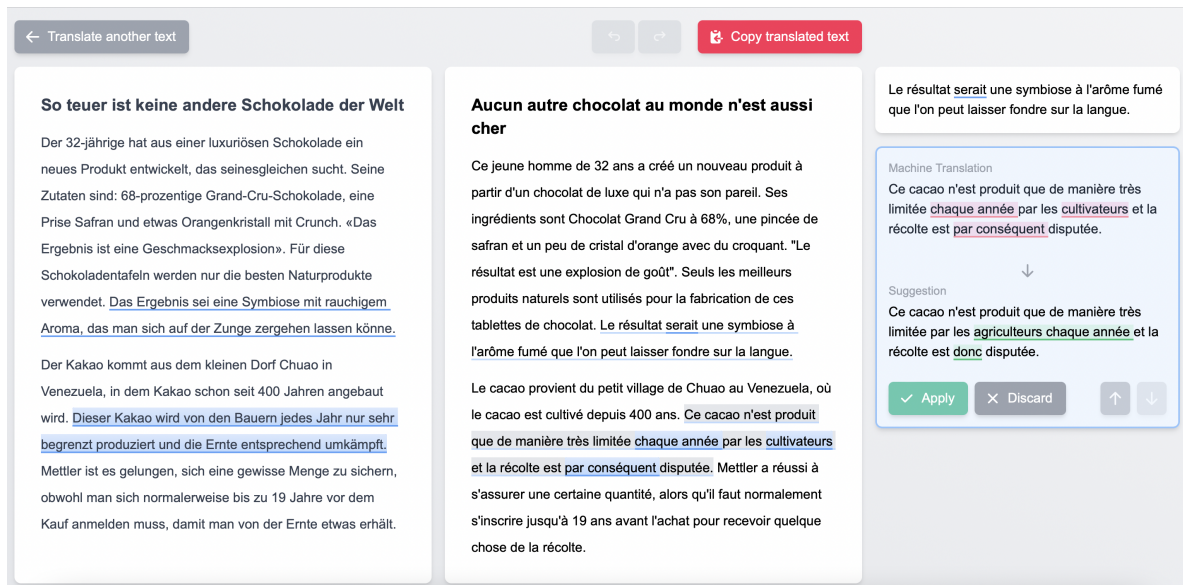 Translate another text
Copy translated text
So teuer ist keine andere Schokolade der Welt
Der 32-jährige hat aus einer luxuriösen Schokolade ein
neues Produkt entwickelt, das seinesgleichen sucht. Seine
Zutaten sind: 68-prozentige Grand-Cru-Schokolade, eine
Prise Safran und etwas Orangenkristall mit Crunch. «Das
Ergebnis ist eine Geschmacksexplosion». Für diese
Schokoladentafeln werden nur die besten Naturprodukte
verwendet. Das Ergebnis sei eine Symbiose mit rauchigem
Aroma, das man sich auf der Zunge zergehen lassen könne.
Der Kakao kommt aus dem kleinen Dorf Chuao in
Venezuela, in dem Kakao schon seit 400 Jahren angebaut
wird. Dieser Kakao wird von den Bauern jedes Jahr nur sehr
begrenzt produziert und die Ernte entsprechend umkämpft.
Mettler ist es gelungen, sich eine gewisse Menge zu sichern,
obwohl man sich normalerweise bis zu 19 Jahre vor dem
Kauf anmelden muss, damit man von der Ernte etwas erhält.
Aucun autre chocolat au monde n'est aussi
cher
Ce jeune homme de 32 ans a créé un nouveau produit à
partir d'un chocolat de luxe qui n'a pas son pareil. Ses
ingrédients sont Chocolat Grand Cru à 68%, une pincée de
safran et un peu de cristal d'orange avec du croquant. "Le
résultat est une explosion de goût". Seuls les meilleurs
produits naturels sont utilisés pour la fabrication de ces
tablettes de chocolat. Le résultat serait une symbiose à
l'arôme fumé que l'on peut laisser fondre sur la langue.
Le cacao provient du petit village de Chuao au Venezuela, où
le cacao est cultivé depuis 400 ans. Ce cacao n'est produit
que de manière très limitée chaque année par les cultivateurs
et la récolte est par conséquent disputée. Mettler a réussi à
s'assurer une certaine quantité, alors qu'il faut normalement
s'inscrire jusqu'à 19 ans avant l'achat pour recevoir quelque
chose de la récolte.
Le résultat serait une symbiose à l'arôme fumé
que l'on peut laisser fondre sur la langue.
Machine Translation
Ce cacao n'est produit que de manière très
limitée chaque année par les cultivateurs et la
récolte est par conséquent disputée.
Suggestion
Ce cacao n'est produit que de manière très
limitée par les agriculteurs chaque année et la
récolte est donc disputée.
Apply
Discard